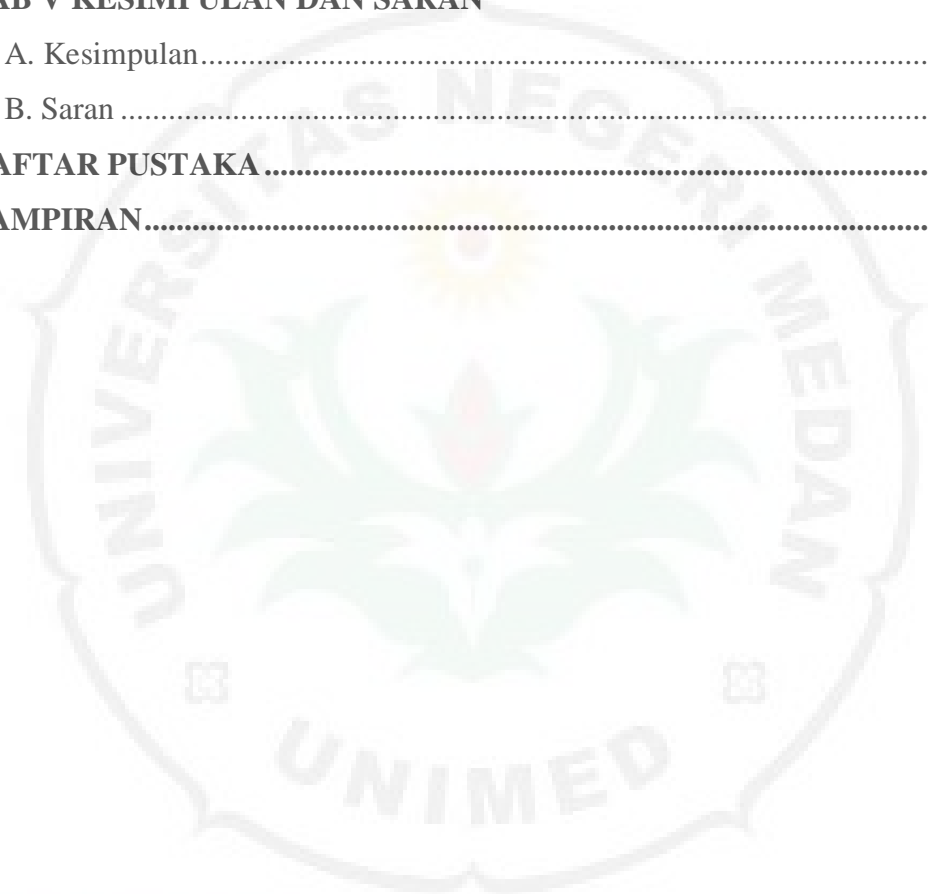 AB V KESIMPULAN DAN SARAN
A. Kesimpulan...............................................................................................
B. Saran .........................................................................................................
AFTAR PUSTAKA.......................................................................................
AMPIRAN......................................................................................................
UNIVERSITAS NEGERI MEDAN
UNIMED